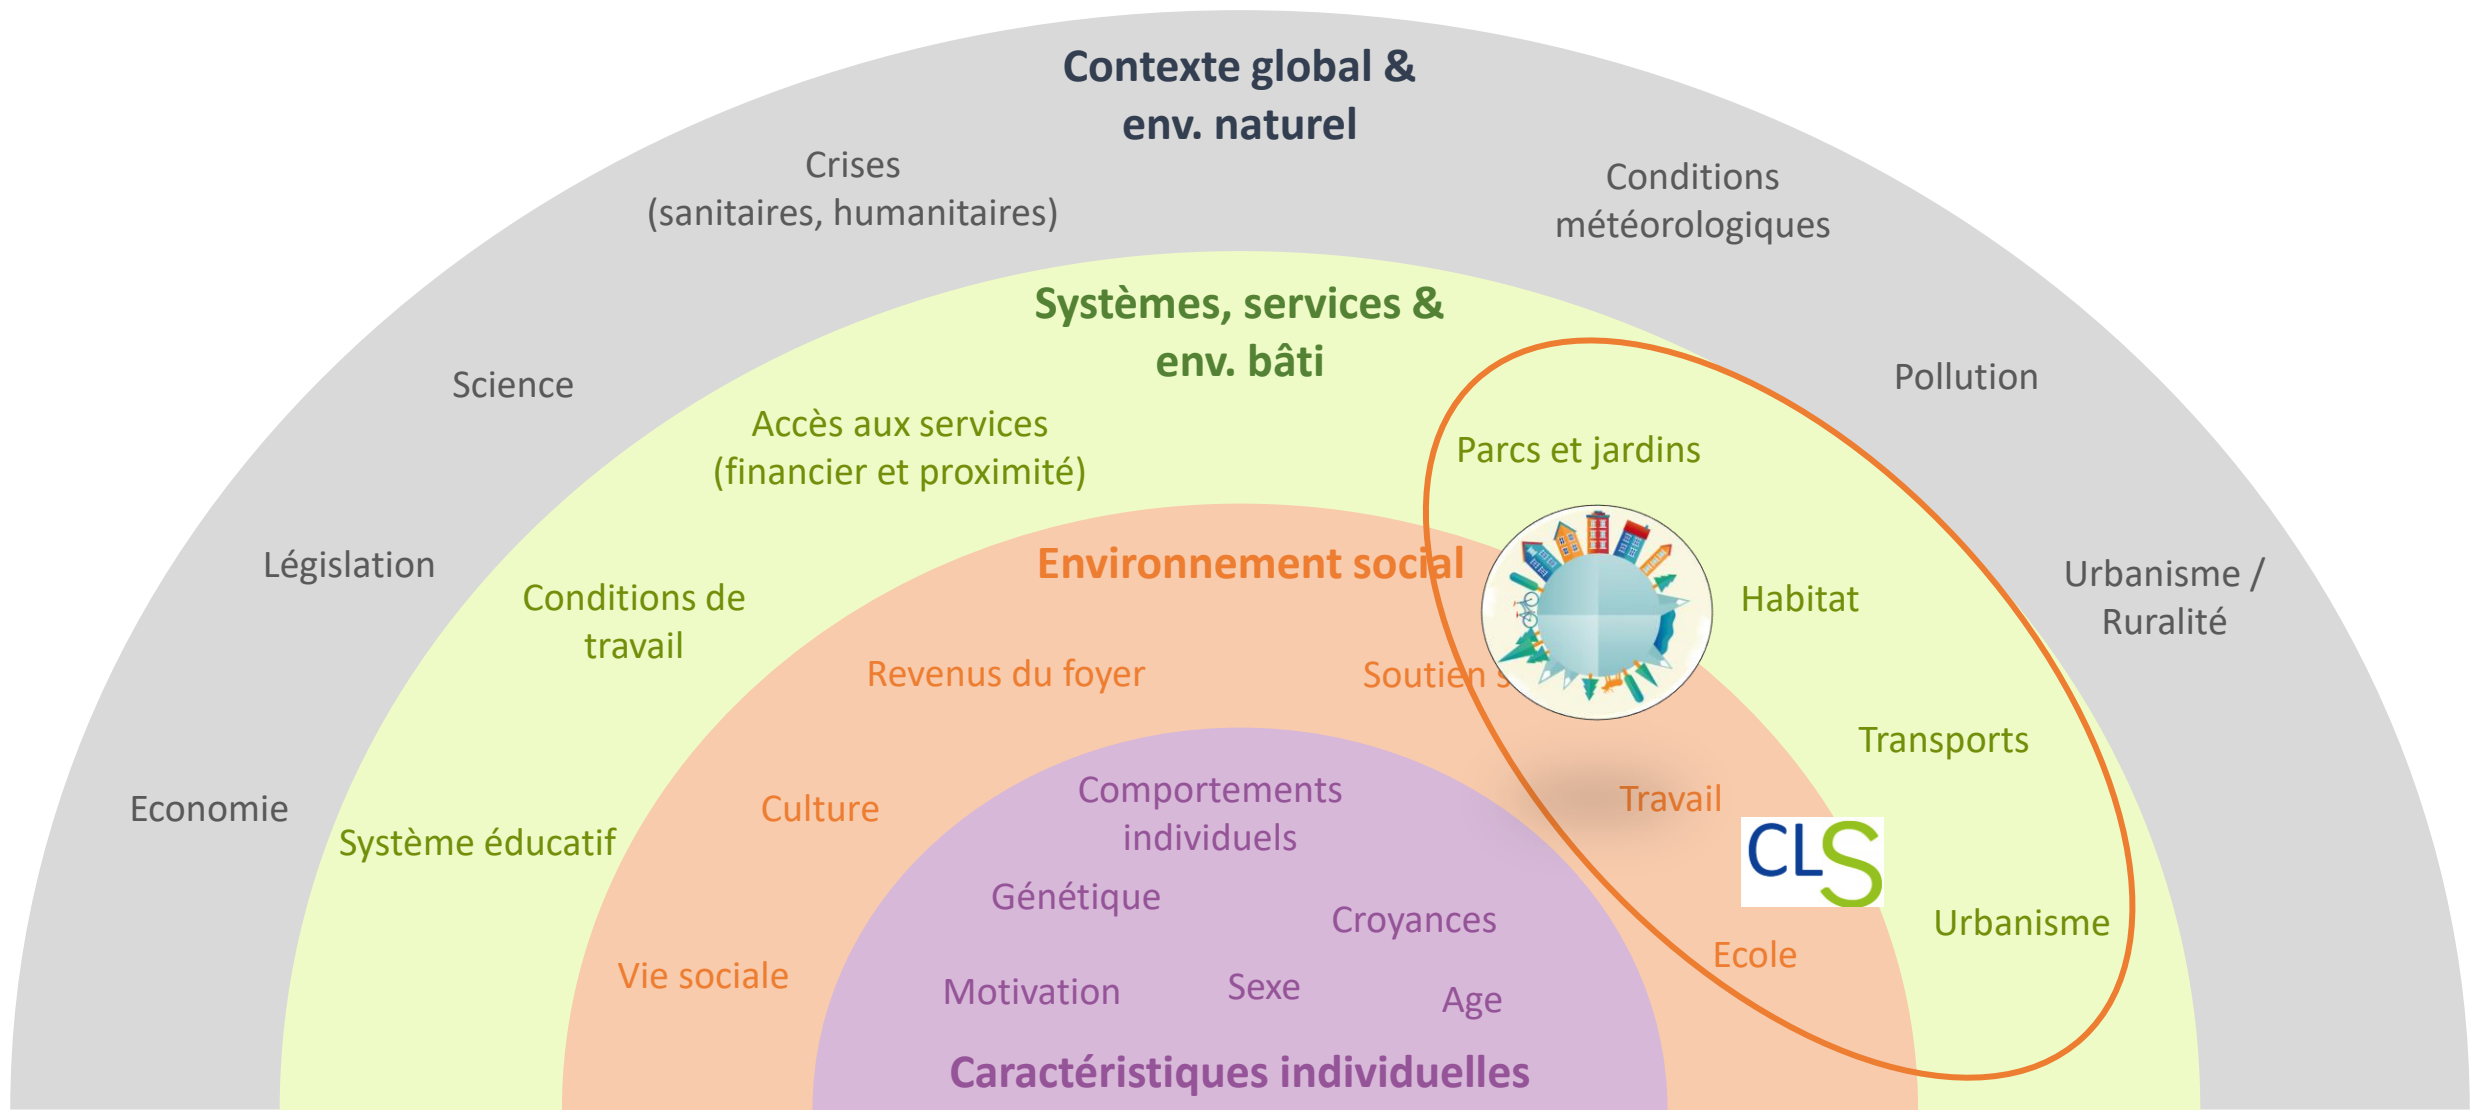 Contexte global &
env. naturel
Crises
(sanitaires, humanitaires)
Conditions
météorologiques
Science
Pollution
Législation
Urbanisme /
Ruralité
Economie
Systèmes, services &
env. bâti
Accès aux services
(financier et proximité)
Parcs et jardins
Conditions de
travail
Habitat
Transports
Système éducatif
Urbanisme
Environnement social
Revenus du foyer
Soutien s
Culture
Travail
CLS
Vie sociale
Ecole
Comportements
individuels
Génétique
Croyances
Motivation
Sexe
Age
Caractéristiques individuelles